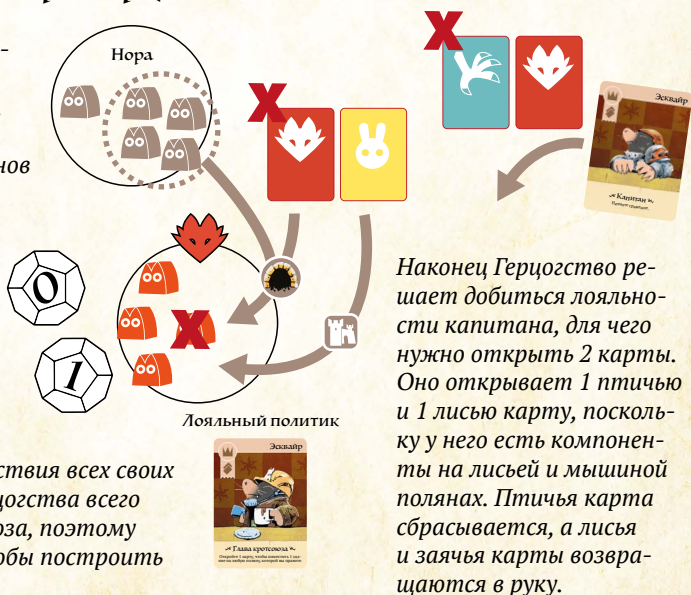 Нора
нов
0
1
Лояльный политик
Эсквайр
Глава кротсоюза
ствия всех своих
цогства всего
юза, поэтому
обы построить
Эсквайр
Капитан
Наконец Герцогство ре-
шает добиться лояльно-
сти капитана, для чего
нужно открыть 2 карты.
Оно открывает 1 птичью
и 1 лисью карту, посколь-
ку у него есть компонен-
ты на лисьей и мышиной
полянах. Птичья карта
сбрасывается, а лисья
и заячья карты возвра-
щаются в руку.